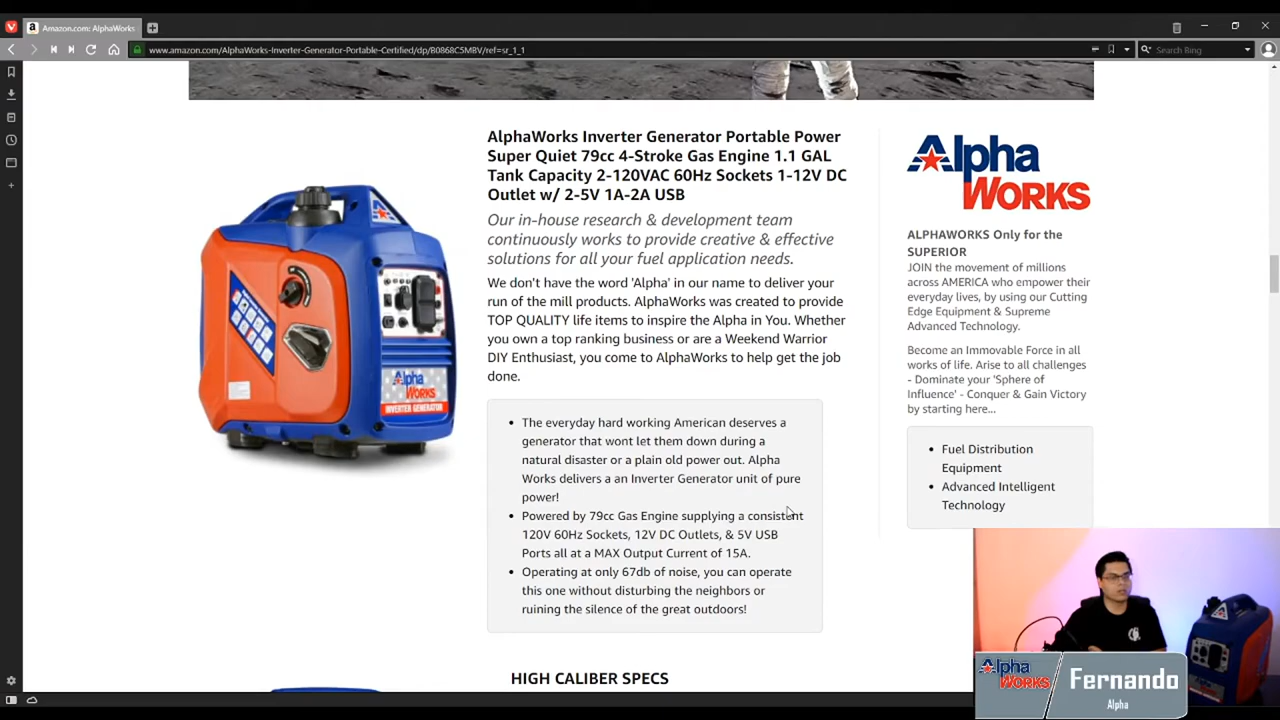 Amazon.com: AlphaWorks
www.amazon.com/AlphaWorks-Inverter-Generator-Portable-Certified/dp/B0868C5MBV/ref=sr_1_1
Search Bing
AlphaWorks Inverter Generator Portable Power
Super Quiet 79cc 4-Stroke Gas Engine 1.1 GAL
Tank Capacity 2-120VAC 60Hz Sockets 1-12V DC
Outlet w/ 2-5V 1A-2A USB
Our in-house research & development team
continuously works to provide creative & effective
solutions for all your fuel application needs.
We don't have the word 'Alpha' in our name to deliver your
run of the mill products. AlphaWorks was created to provide
TOP QUALITY life items to inspire the Alpha in You. Whether
you own a top ranking business or are a Weekend Warrior
DIY Enthusiast, you come to AlphaWorks to help get the job
done.
• The everyday hard working American deserves a
generator that wont let them down during a
natural disaster or a plain old power out. Alpha
Works delivers a an Inverter Generator unit of pure
power!
• Powered by 79cc Gas Engine supplying a consistent
120V 60Hz Sockets, 12V DC Outlets, & 5V USB
Ports all at a MAX Output Current of 15A.
• Operating at only 67db of noise, you can operate
this one without disturbing the neighbors or
ruining the silence of the great outdoors!
HIGH CALIBER SPECS
Alpha
WORKS
INVERTER GENERATOR
Alpha
WORKS
ALPHAWORKS Only for the
SUPERIOR
JOIN the movement of millions
across AMERICA who empower their
everyday lives, by using our Cutting
Edge Equipment & Supreme
Advanced Technology.
Become an Immovable Force in all
works of life. Arise to all challenges
- Dominate your 'Sphere of
Influence' - Conquer & Gain Victory
by starting here...
• Fuel Distribution
Equipment
• Advanced Intelligent
Technology
Alpha
WORKS
Fernando
Alpha